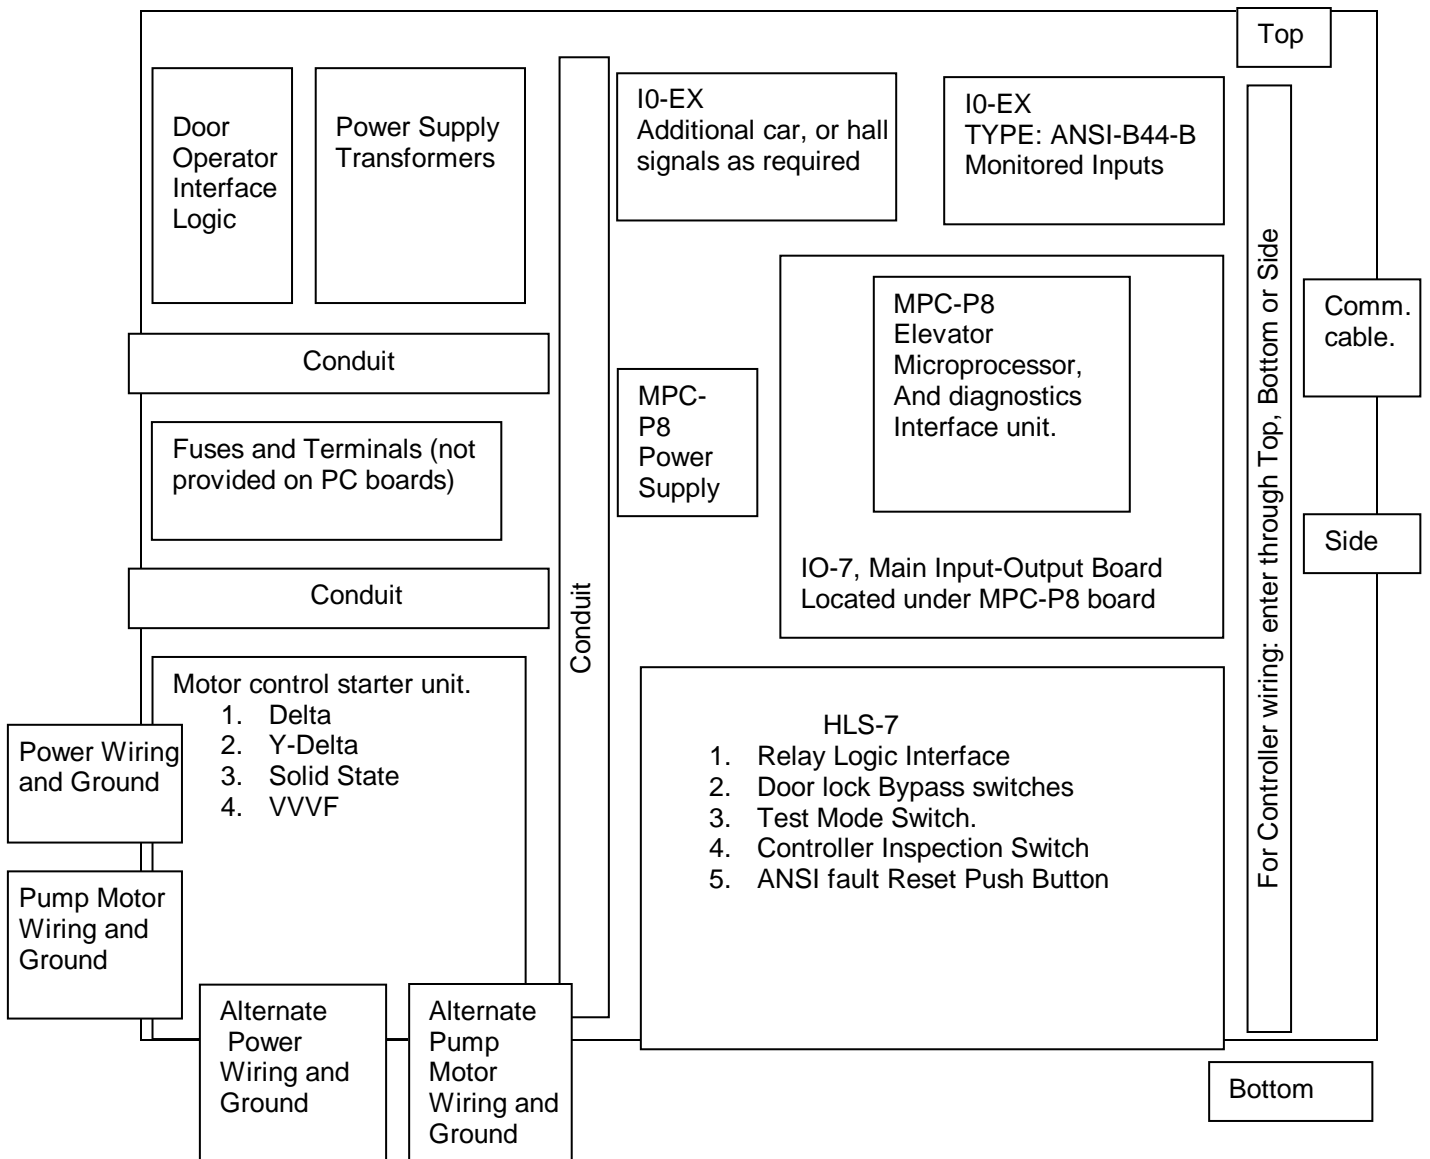 Top
Door
Operator
Interface
Logic
Power Supply
Transformers
I0-EX
Additional car, or hall
signals as required
I0-EX
TYPE: ANSI-B44-B
Monitored Inputs
Conduit
Fuses and Terminals (not
provided on PC boards)
Conduit
Conduit
MPC-
P8
Power
Supply
MPC-P8
Elevator
Microprocessor,
And diagnostics
Interface unit.
IO-7, Main Input-Output Board
Located under MPC-P8 board
For Controller wiring: enter through Top, Bottom or Side
Comm.
cable.
Side
Motor control starter unit.
1. Delta
2. Y-Delta
3. Solid State
4. VVVF
Power Wiring
and Ground
Pump Motor
Wiring and
Ground
HLS-7
1. Relay Logic Interface
2. Door lock Bypass switches
3. Test Mode Switch.
4. Controller Inspection Switch
5. ANSI fault Reset Push Button
Alternate
Power
Wiring and
Ground
Alternate
Pump
Motor
Wiring and
Ground
Bottom